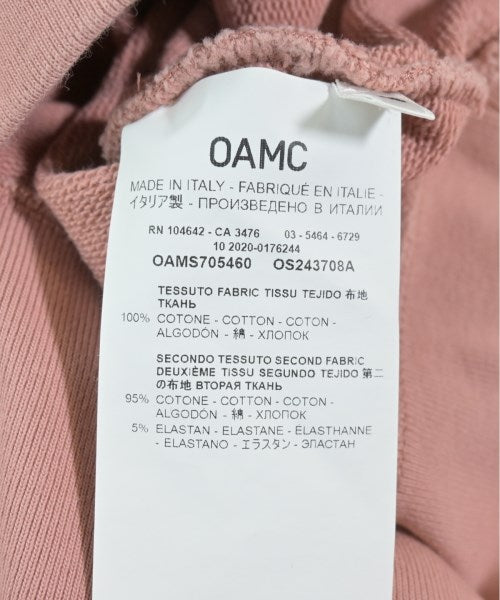 OAMC
MADE IN ITALY - FABRIQUÉ EN ITALIE -
イタリア製 - ПРОИЗВЕДЕНО В ИТАЛИИ
RN 104642 - CA 3476 03 - 5464 - 6729
10 2020-0176244
OAMS705460 OS243708A
TESSUTO FABRIC TISSU TEJIDO 布地
ТКАНЬ
100% COTONE - COTTON - COTON -
ALGODÓN - 綿 - ХЛОПОК
SECONDO TESSUTO SECOND FABRIC
DEUXIÈME TISSU SEGUNDO TEJIDO 第二
の布地 ВТОРАЯ ТКАНЬ
95% COTONE - COTTON - COTON -
ALGODÓN - 綿 - ХЛОПОК
5% ELASTAN - ELASTANE - ÉLASTHANNE
- ELASTANO - エラスタン - ЭЛАСТАН